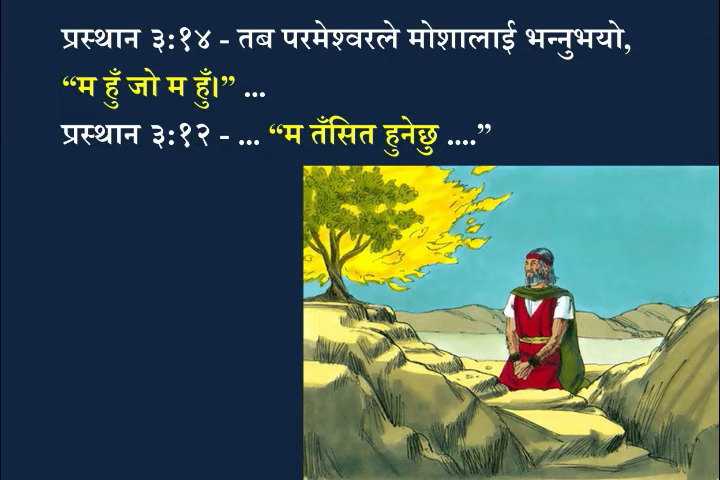 प्रस्थान ३:१४ - तब परमेश्‍वरले मोशालाई भन्‍नुभयो,
“म हुँ जो म हुँ।” ...
प्रस्थान ३:१२ - ... “म तँसित हुनेछु ....”